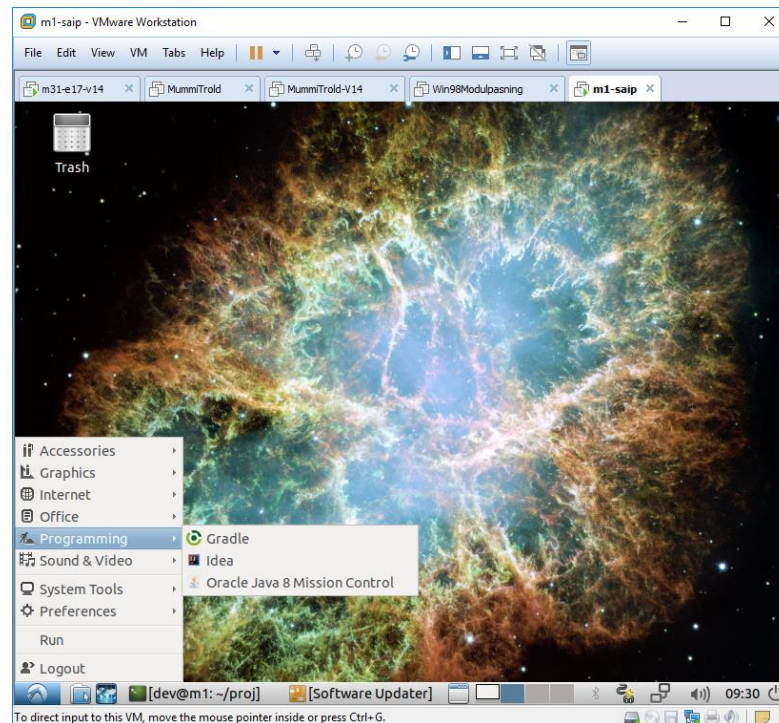 m1-saip - VMware Workstation
File Edit View VM Tabs Help
m31-e17-v14 MummiTrold MummiTrold-V14 Win98Modulpasning m1-saip
Trash
Accessories
Graphics
Internet
Office
Programming
Gradle
Sound & Video
Idea
Oracle Java 8 Mission Control
System Tools
Preferences
Run
Logout
[dev@m1: ~/proj] [Software Updater] 09:30
To direct input to this VM, move the mouse pointer inside or press Ctrl+G.